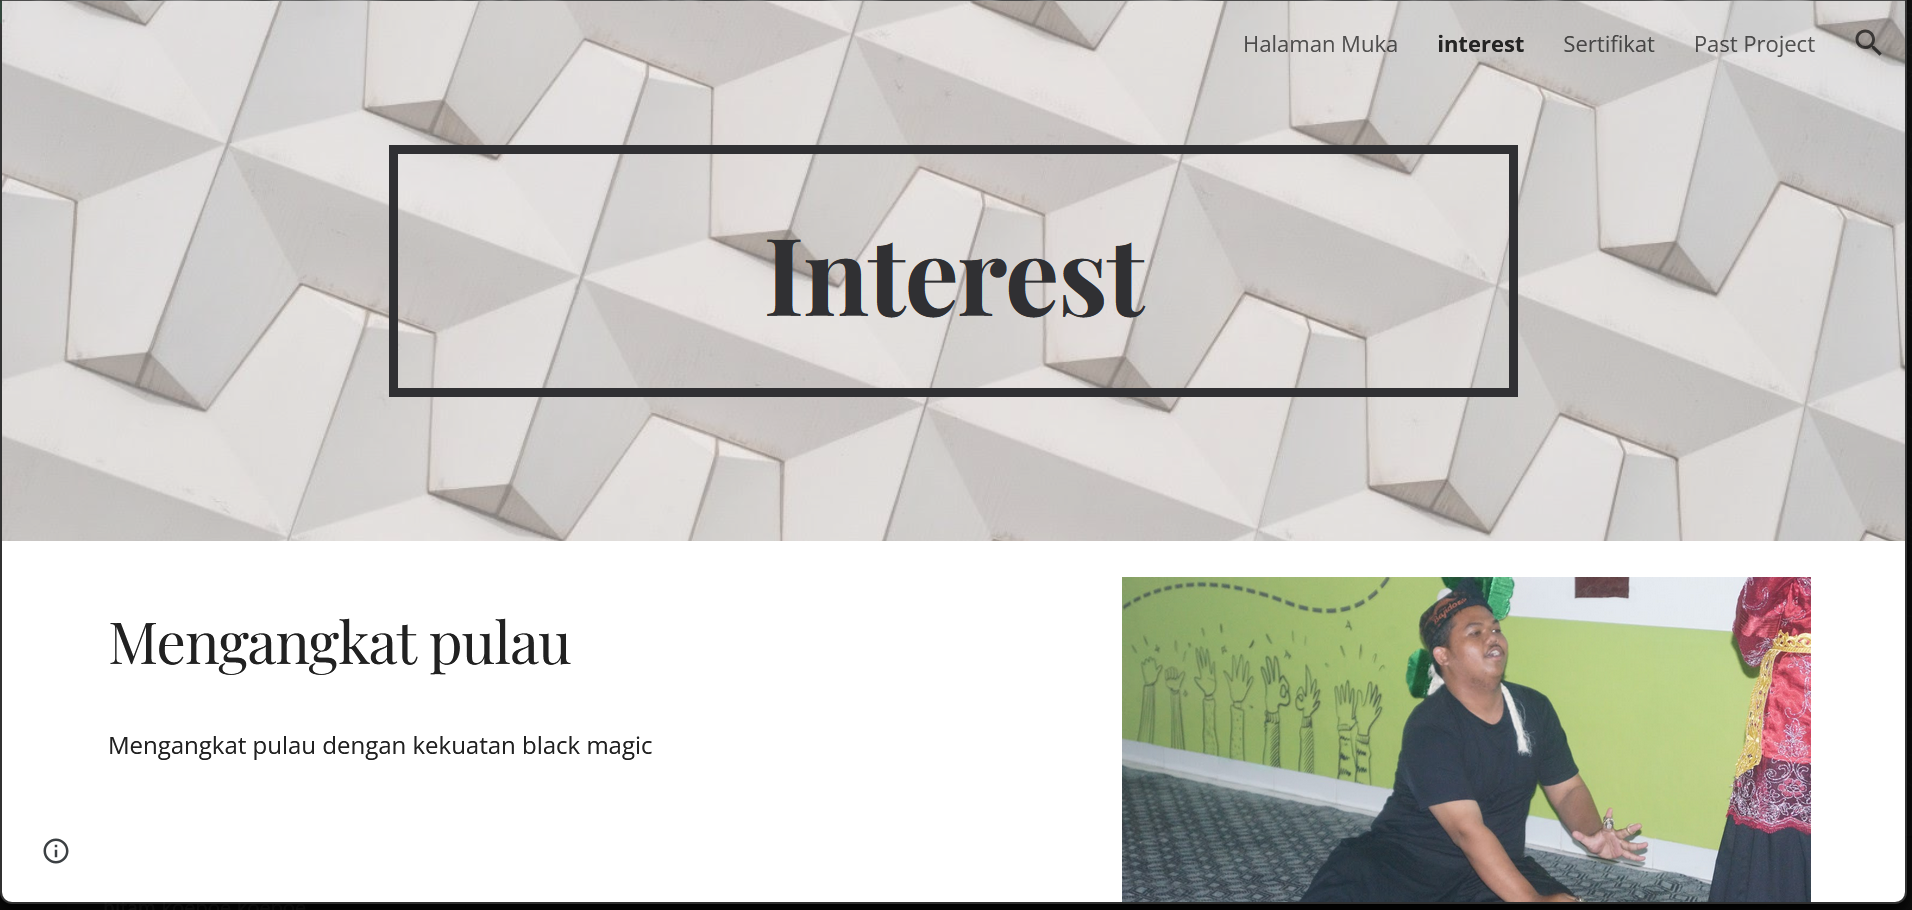 Halaman Muka interest Sertifikat Past Project
Interest
Mengangkat pulau
Mengangkat pulau dengan kekuatan black magic